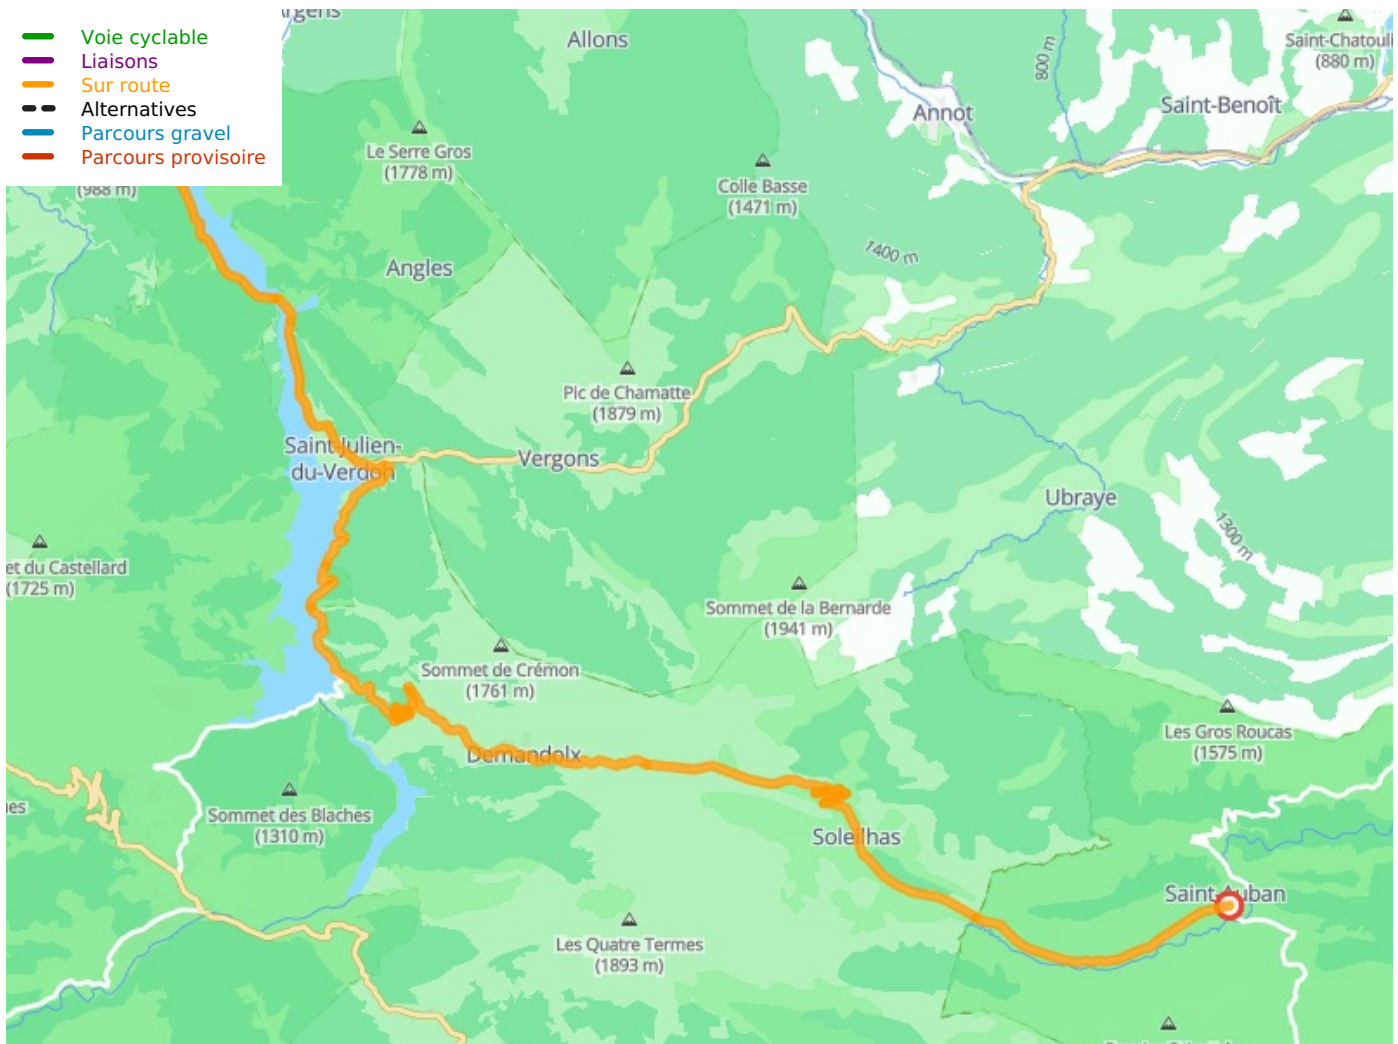 Voie cyclable
Liaisons
Sur route
Alternatives
Parcours gravel
Parcours provisoire
Allons
800 m
Saint-Chatouli
(880 m)
Annot
Saint-Benoît
Le Serre Gros
(1778 m)
(988 m)
Colle Basse
(1471 m)
1400 m
Angles
Pic de Chamatte
(1879 m)
Saint-Julien-
du-Verdon
Vergons
Ubraye
1300 m
et du Castellard
(1725 m)
Sommet de la Bernarde
(1941 m)
Sommet de Crémon
(1761 m)
Les Gros Roucas
(1575 m)
Demandolx
Sommet des Blaches
(1310 m)
Soleilhas
Saint-Auban
Les Quatre Termes
(1893 m)